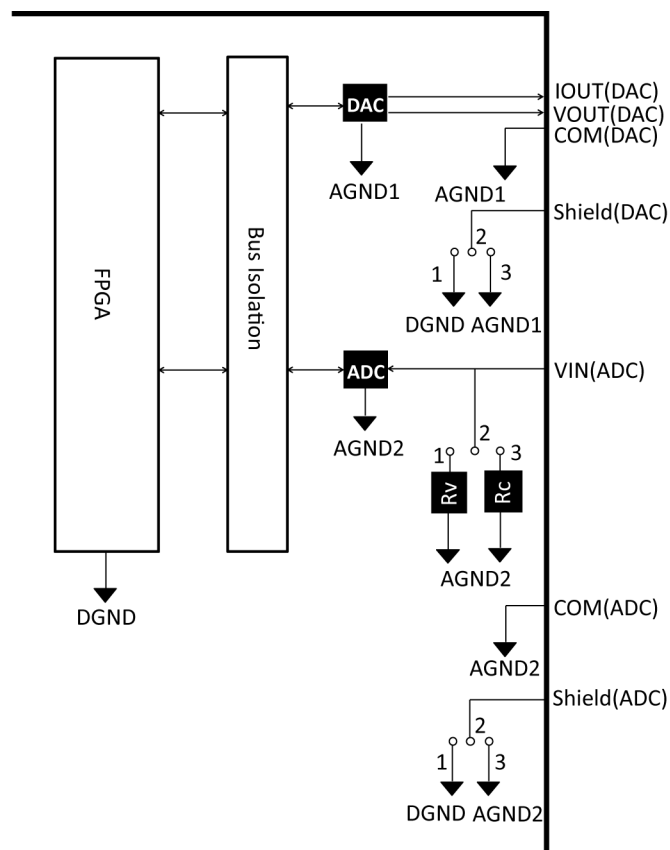 FPGA
Bus Isolation
DAC
IOUT(DAC)
VOUT(DAC)
COM(DAC)
AGND1
AGND1
Shield(DAC)
2
1
3
DGND
AGND1
ADC
VIN(ADC)
AGND2
2
1
3
Rv
Rc
AGND2
DGND
COM(ADC)
AGND2
Shield(ADC)
2
1
3
DGND
AGND2